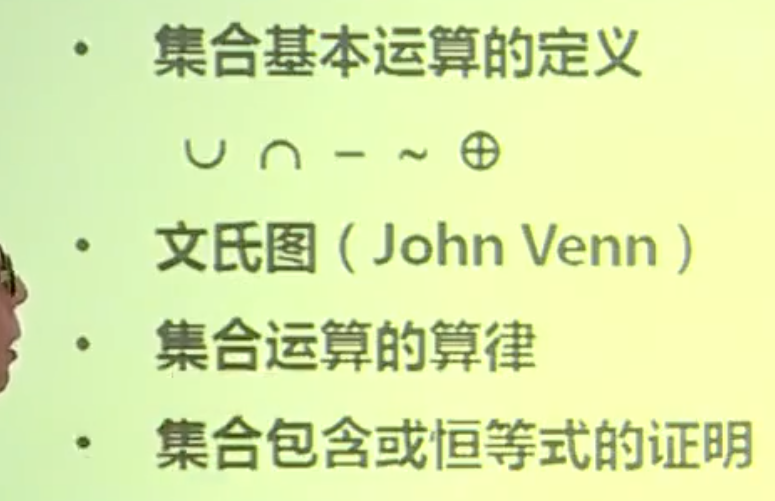 • 集合基本运算的定义
∪ ∩ − ~ ⊕
• 文氏图（John Venn）
• 集合运算的算律
• 集合包含或恒等式的证明